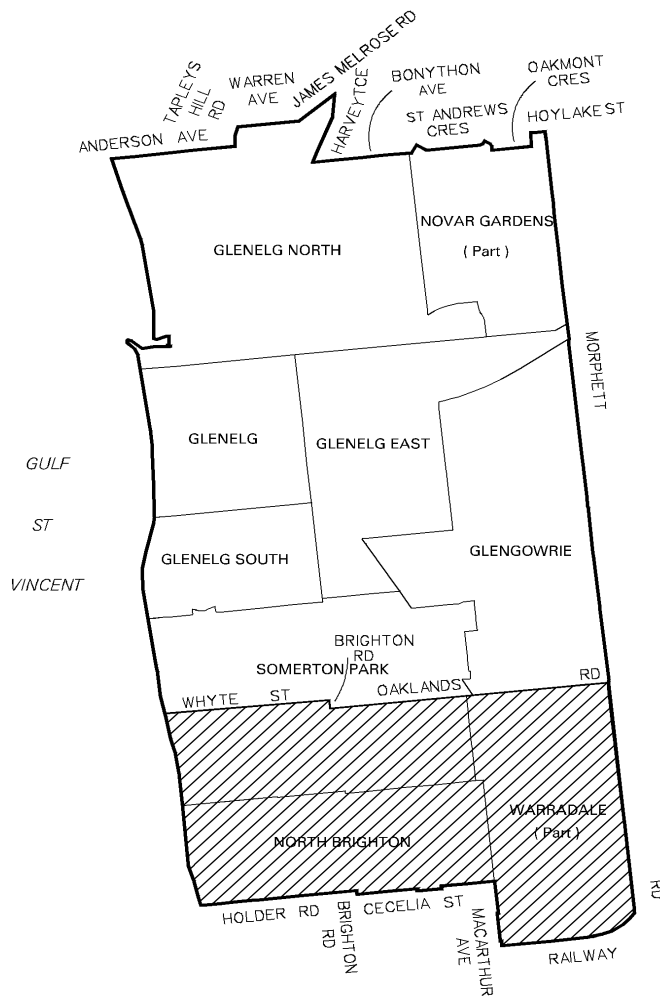 TAPLEYS
HILL
RD
WARREN
AVE
JAMES MELROSE RD
HARVEY TCE
BONYTHON
AVE
OAKMONT
CRES
ST ANDREWS
CRES
HOYLAKE ST
ANDERSON AVE
GLENELG NORTH
NOVAR GARDENS
( Part )
MORPHETT
GLENELG
GLENELG EAST
GULF
ST
VINCENT
GLENELG SOUTH
GLENGOWRIE
BRIGHTON
RD
SOMERTON PARK
WHYTE ST
OAKLANDS
RD
WARRADALE
( Part )
NORTH BRIGHTON
HOLDER RD
BRIGHTON
RD
CECELIA ST
MACARTHUR
AVE
RAILWAY
RD